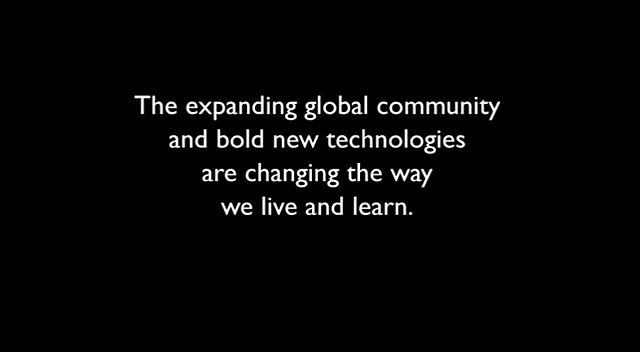 The expanding global community
and bold new technologies
are changing the way
we live and learn.